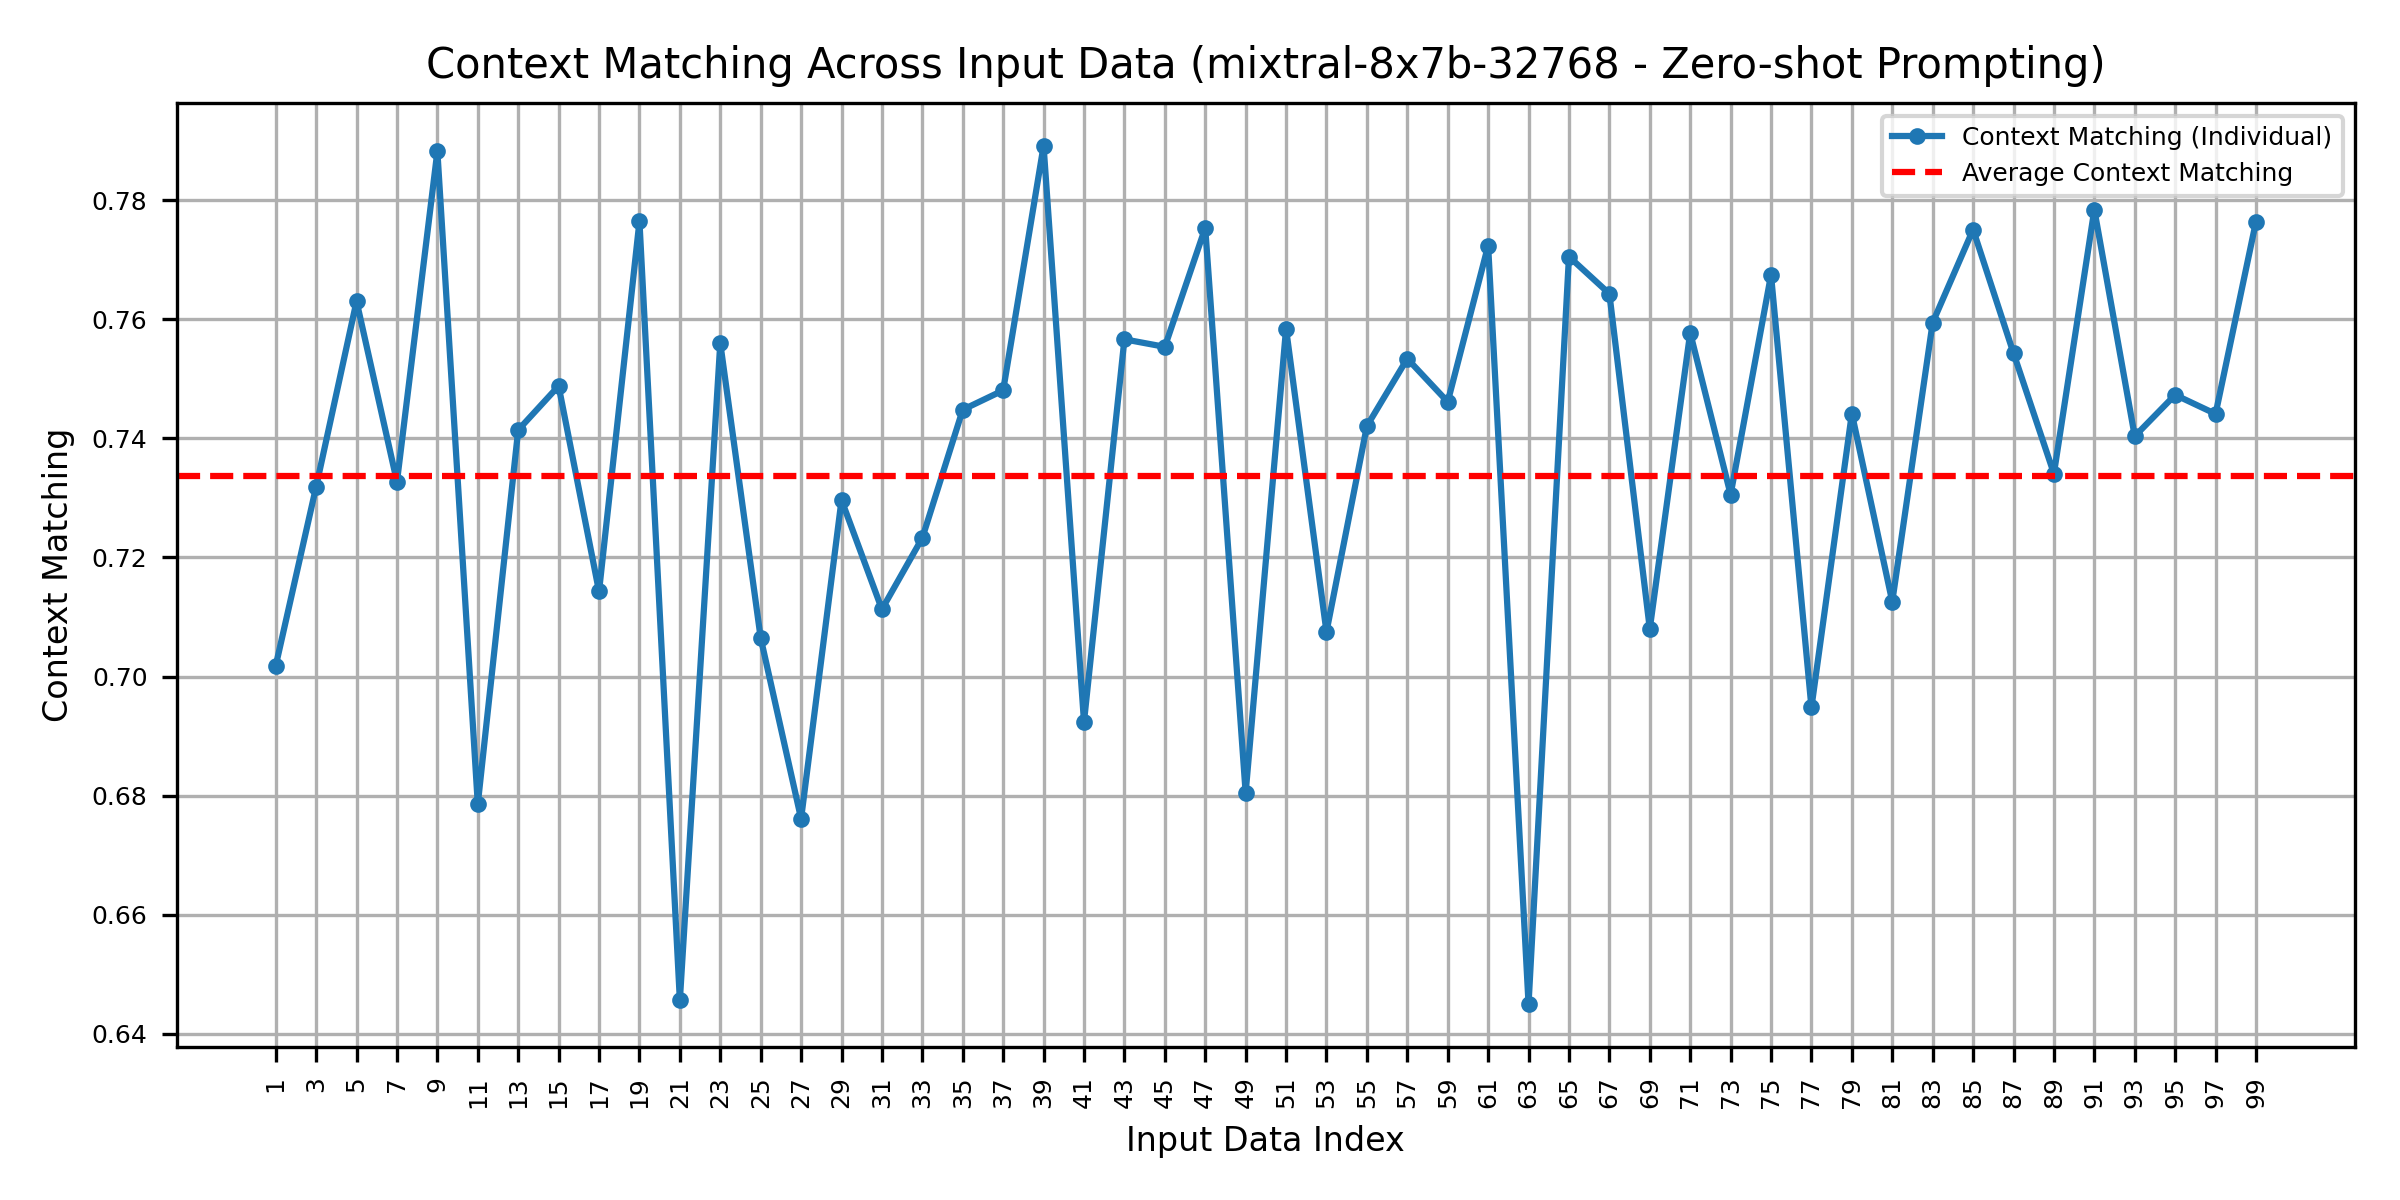 Context Matching Across Input Data (mixtral-8x7b-32768 - Zero-shot Prompting)
Context Matching (Individual)
Average Context Matching
Context Matching
0.78
0.76
0.74
0.72
0.70
0.68
0.66
0.64
1 3 5 7 9 11 13 15 17 19 21 23 25 27 29 31 33 35 37 39 41 43 45 47 49 51 53 55 57 59 61 63 65 67 69 71 73 75 77 79 81 83 85 87 89 91 93 95 97 99
Input Data Index